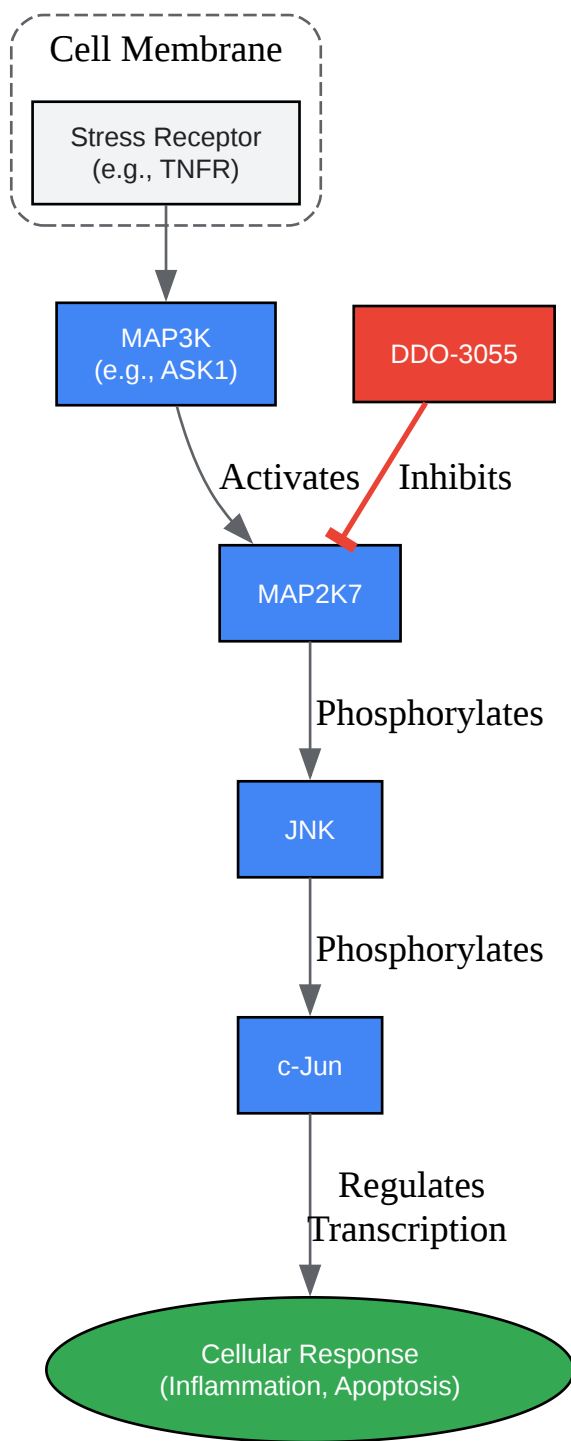 Cell Membrane
Stress Receptor
(e.g., TNFR)
MAP3K
(e.g., ASK1)
DDO-3055
Activates
Inhibits
MAP2K7
Phosphorylates
JNK
Phosphorylates
c-Jun
Regulates
Transcription
Cellular Response
(Inflammation, Apoptosis)